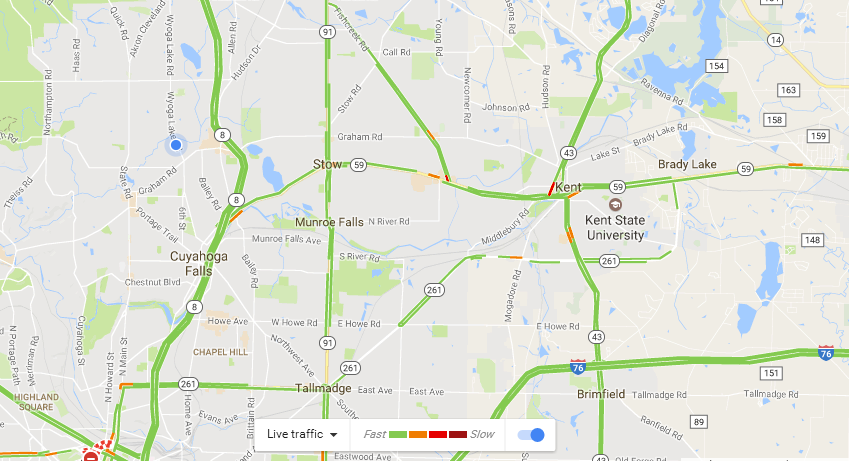 Quick Rd
Akron Cleveland
Wyoga Lake Rd
Allen Rd
Haas Rd
Hudson Dr
Northampton Rd
Wyoga Lake
8
Graham Rd
Theiss Rd
State Rd
Bailey Rd
8
Portage Trail
6th St
Cuyahoga
Falls
Bailey Rd
Chestnut Blvd
8
Howe Ave
CHAPEL HILL
N Portage Path
Merriman Rd
Cuyahoga St
N Main St
N Howard St
261
HIGHLAND
SQUARE
Home Ave
Evans Ave
Brittain Rd
Northwest Ave
Fishcreek Rd
91
Call Rd
Young Rd
Stow Rd
Newcomer Rd
Hudson Rd
Johnson Rd
Graham Rd
Stow
59
Munroe Falls
N River Rd
Munroe Falls Ave
S River Rd
Middlebury Rd
261
Mogadore Rd
W Howe Rd
E Howe Rd
E Howe Rd
91
261
Tallmadge
East Ave
East Ave
Eastwood Ave
Diagonal Rd
14
154
163
Ravenna Rd
158
159
43
Lake St
Brady Lake Rd
Brady Lake
59
Kent
59
Kent State
University
148
261
43
76
76
151
Brimfield
Tallmadge Rd
Tallmadge Rd
89
Ranfield Rd
43
Old Forge Rd
Live traffic
Fast
Slow